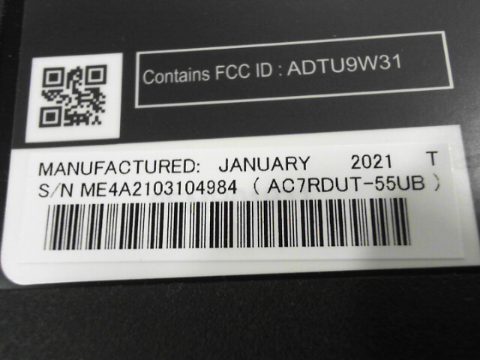 Contains FCC ID : ADTU9W31
MANUFACTURED: JANUARY 2021 T
S/N ME4A2103104984 ( AC7RDUT-55UB )